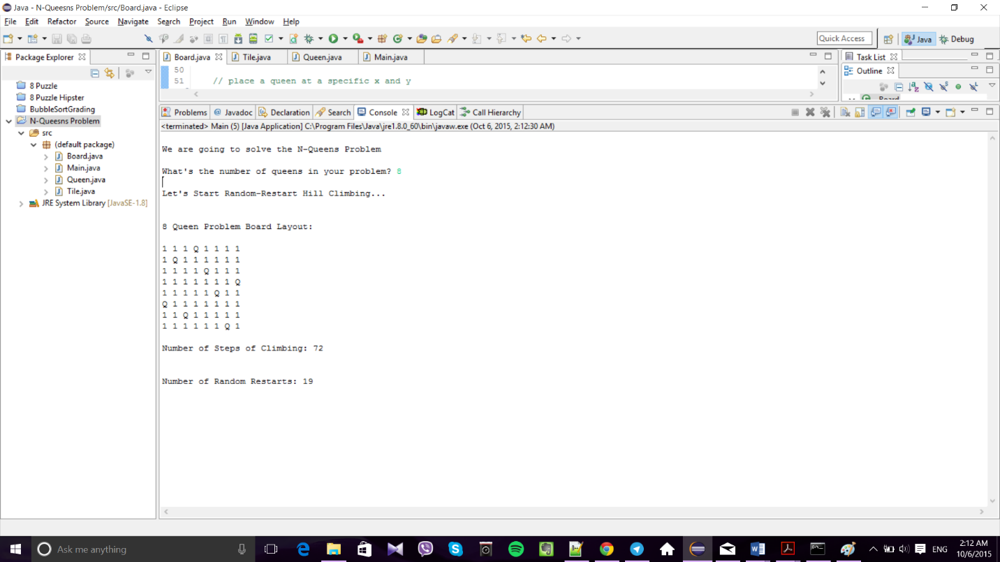 Java - N-Queesns Problem/src/Board.java - Eclipse
File Edit Refactor Source Navigate Search Project Run Window Help
Quick Access Java Debug
Package Explorer
Board.java Tile.java Queen.java Main.java
Task List
Outline
50
51 // place a queen at a specific x and y
Board
8 Puzzle
8 Puzzle Hipster
BubbleSortGrading
N-Queesns Problem
src
(default package)
Board.java
Main.java
Queen.java
Tile.java
JRE System Library [JavaSE-1.8]
Problems @ Javadoc Declaration Search Console LogCat Call Hierarchy
<terminated> Main (5) [Java Application] C:\Program Files\Java\jre1.8.0_60\bin\javaw.exe (Oct 6, 2015, 2:12:30 AM)
We are going to solve the N-Queens Problem
What's the number of queens in your problem? 8
Let's Start Random-Restart Hill Climbing...
8 Queen Problem Board Layout:
1 1 1 Q 1 1 1 1
1 Q 1 1 1 1 1 1
1 1 1 1 Q 1 1 1
1 1 1 1 1 1 1 Q
1 1 1 1 1 Q 1 1
Q 1 1 1 1 1 1 1
1 1 Q 1 1 1 1 1
1 1 1 1 1 1 Q 1
Number of Steps of Climbing: 72
Number of Random Restarts: 19
Ask me anything
ENG
2:12 AM
10/6/2015